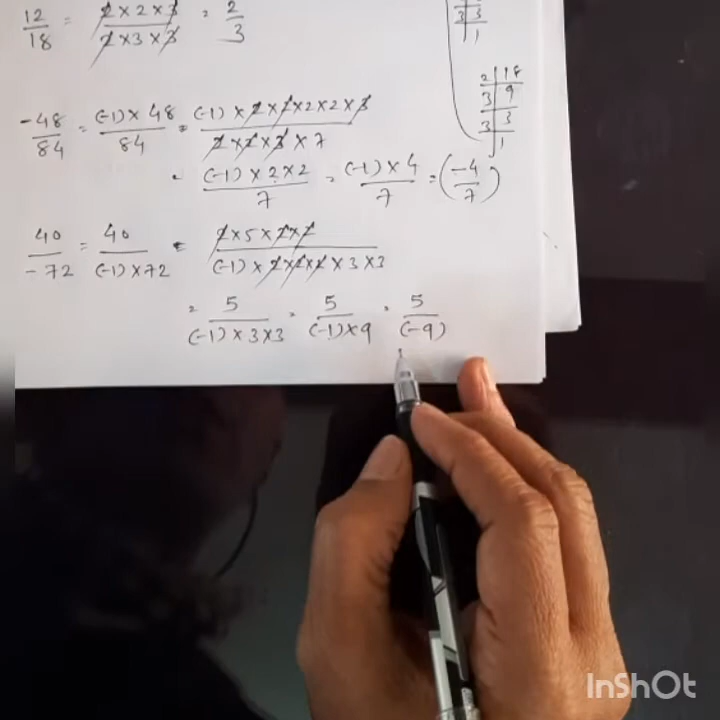 12/18 = 2×2×3 / 2×3×3 = 2/3
-48/84 = (-1)×48 / 84 = (-1)×2×2×2×2×3 / 2×2×3×7
= (-1)×2×2 / 7 = (-1)×4 / 7 = (-4/7)
40/-72 = 40 / (-1)×72 = 2×5×2×2 / (-1)×2×2×2×3×3
= 5 / (-1)×3×3 = 5 / (-1)×9 = 5 / (-9)
3 3
1
2 18
3 9
3 3
1
InShOt